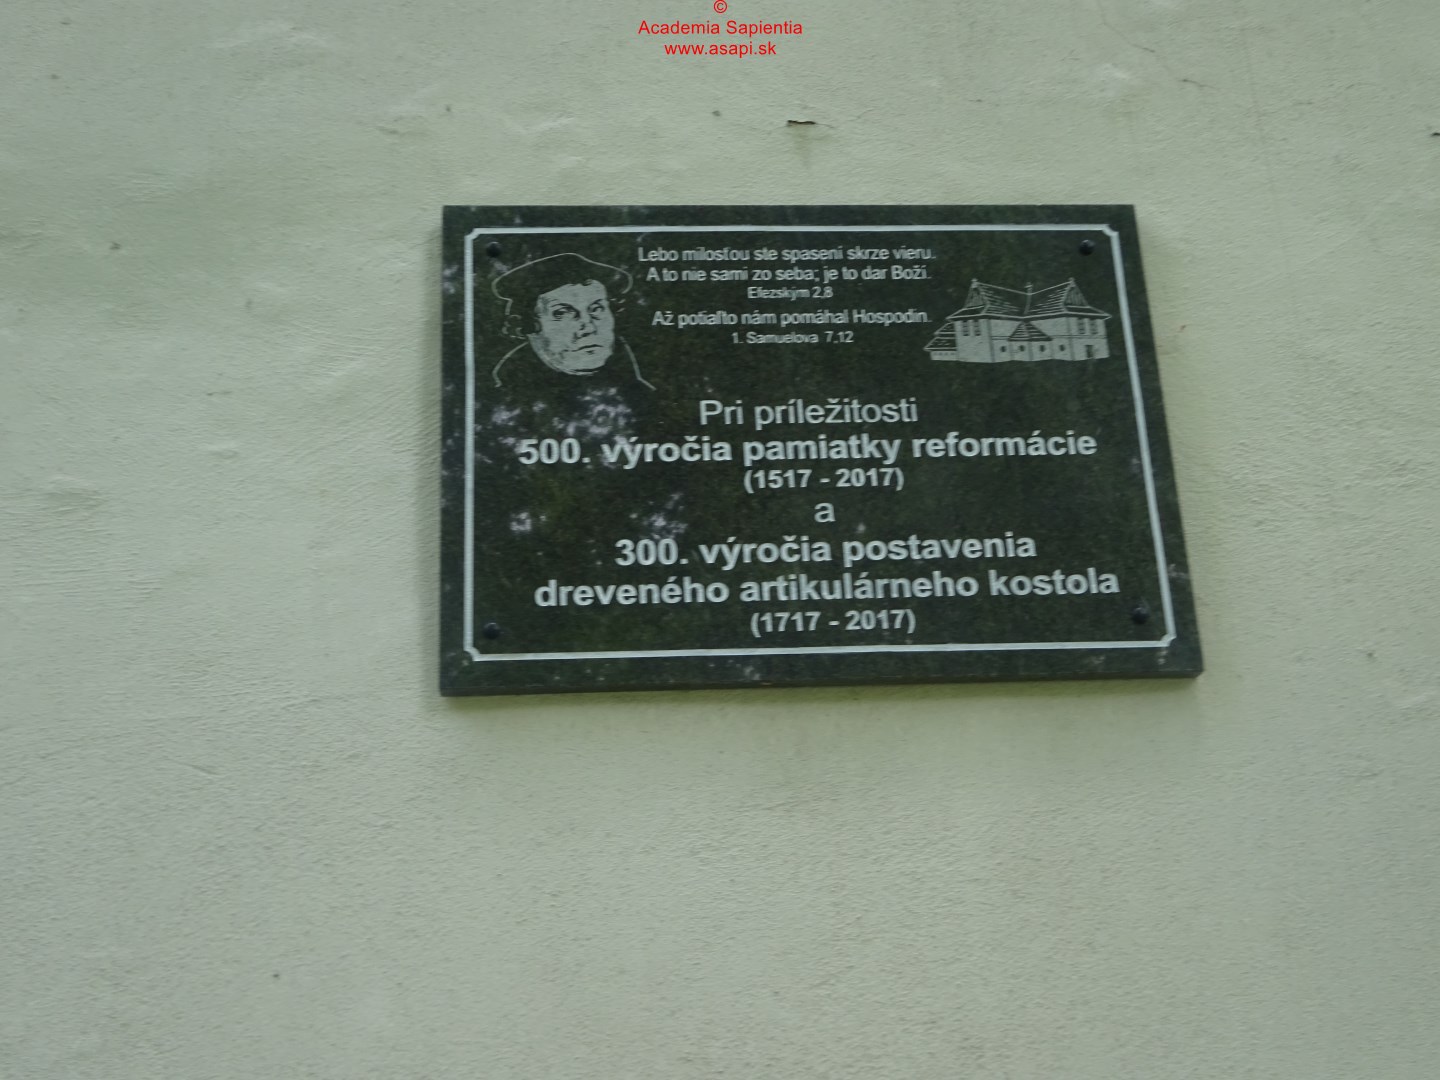 ©
Academia Sapientia
www.asapi.sk
Lebo milosťou ste spasení skrze vieru.
A to nie sami zo seba; je to dar Boží.
Efezským 2,8
Až potiaľto nám pomáhal Hospodin.
1. Samuelova 7,12
Pri príležitosti
500. výročia pamiatky reformácie
(1517 - 2017)
a
300. výročia postavenia
dreveného artikulárneho kostola
(1717 - 2017)